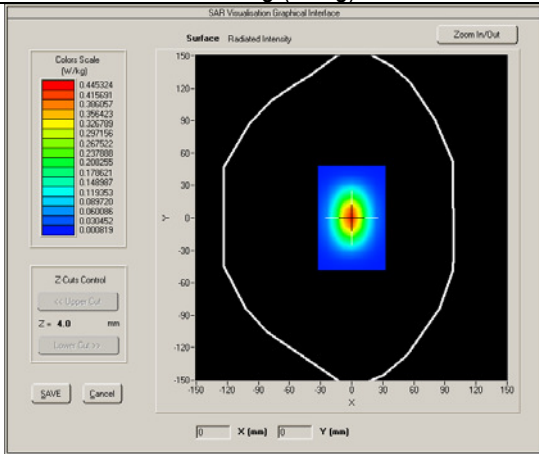 SAR Visualisation Graphical Interface
Surface Radiated Intensity
Zoom In/Out
Colors Scale
(W/kg)
0.445324
0.415691
0.386057
0.356423
0.326789
0.297156
0.267522
0.237888
0.208255
0.178621
0.148987
0.119353
0.089720
0.060086
0.030452
0.000819
Z Cuts Control
<< Upper Cut
Z = 4.0 mm
Lower Cut >>
SAVE Cancel
150
120
90
60
30
0
-30
-60
-90
-120
-150
Y
-150 -120 -90 -60 -30 0 30 60 90 120 150
X
0 X (mm) 0 Y (mm)